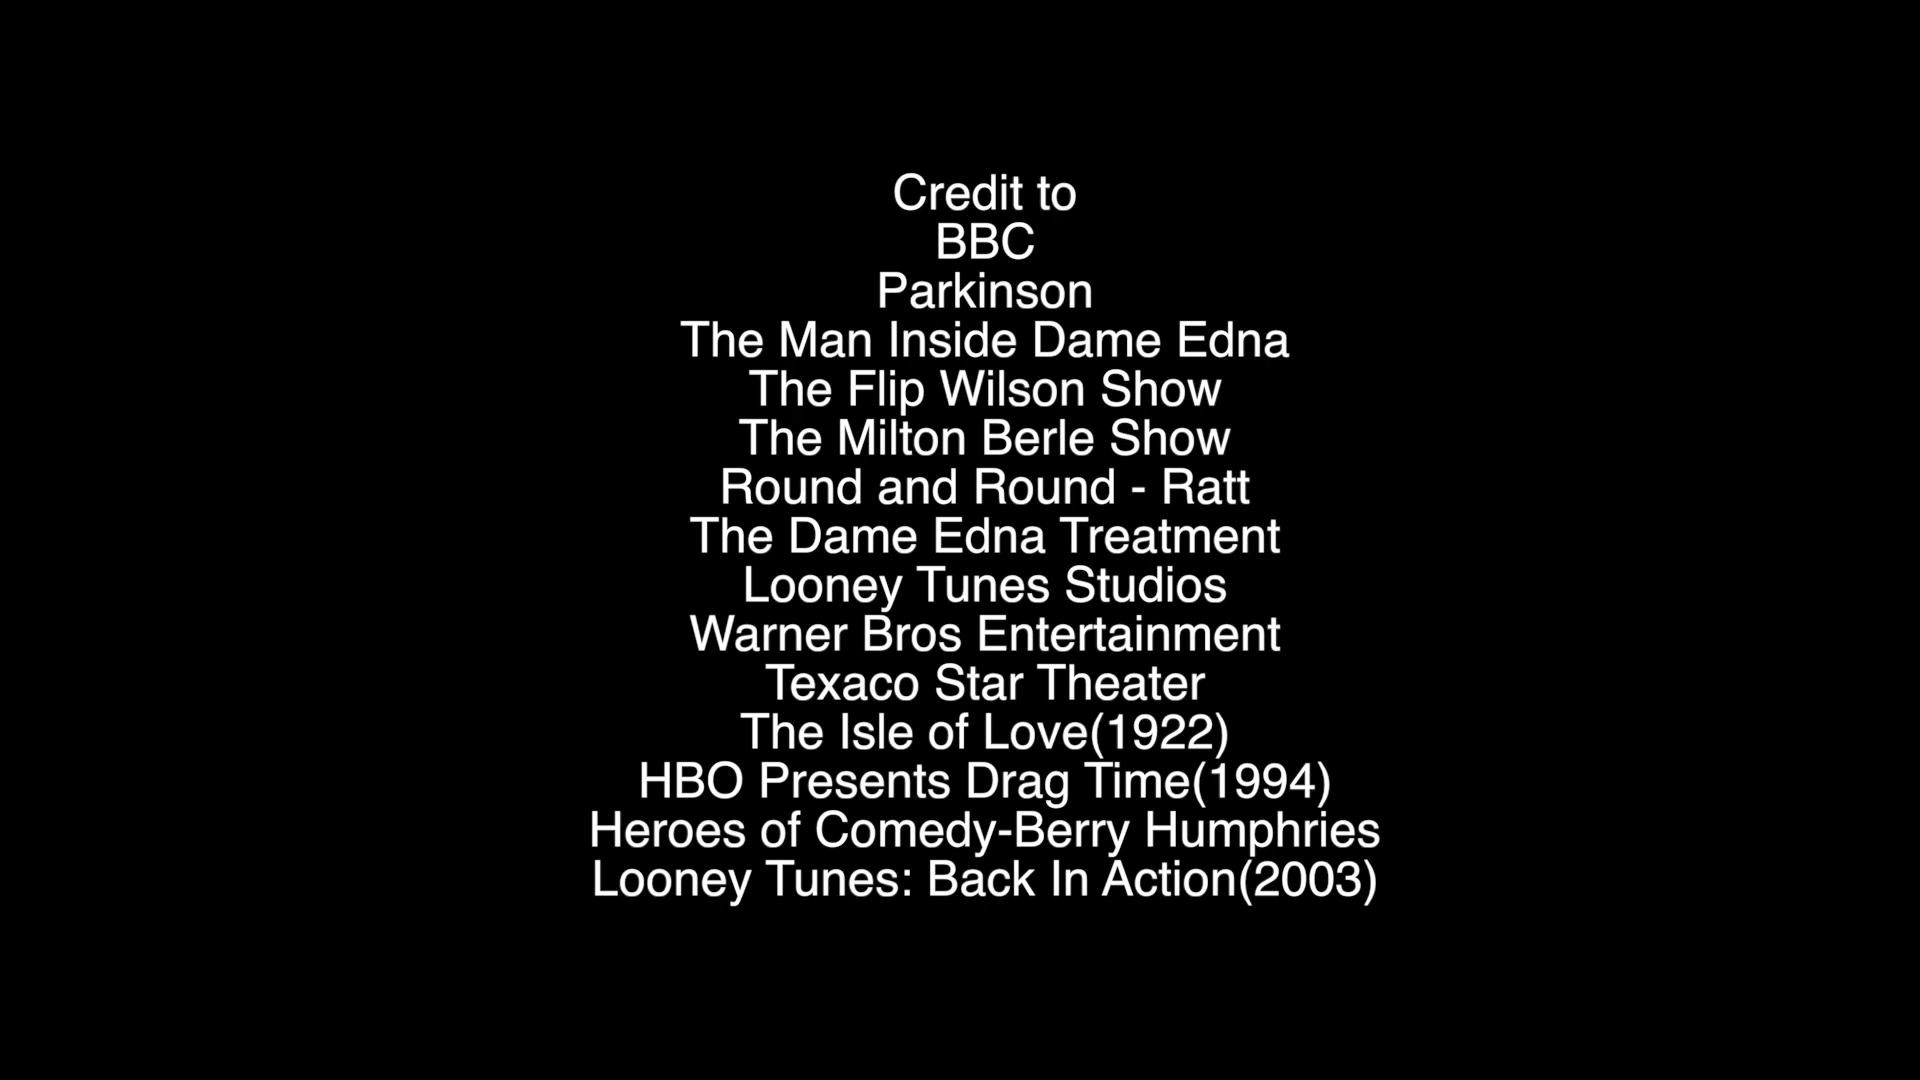 Credit to
BBC
Parkinson
The Man Inside Dame Edna
The Flip Wilson Show
The Milton Berle Show
Round and Round - Ratt
The Dame Edna Treatment
Looney Tunes Studios
Warner Bros Entertainment
Texaco Star Theater
The Isle of Love(1922)
HBO Presents Drag Time(1994)
Heroes of Comedy-Berry Humphries
Looney Tunes: Back In Action(2003)